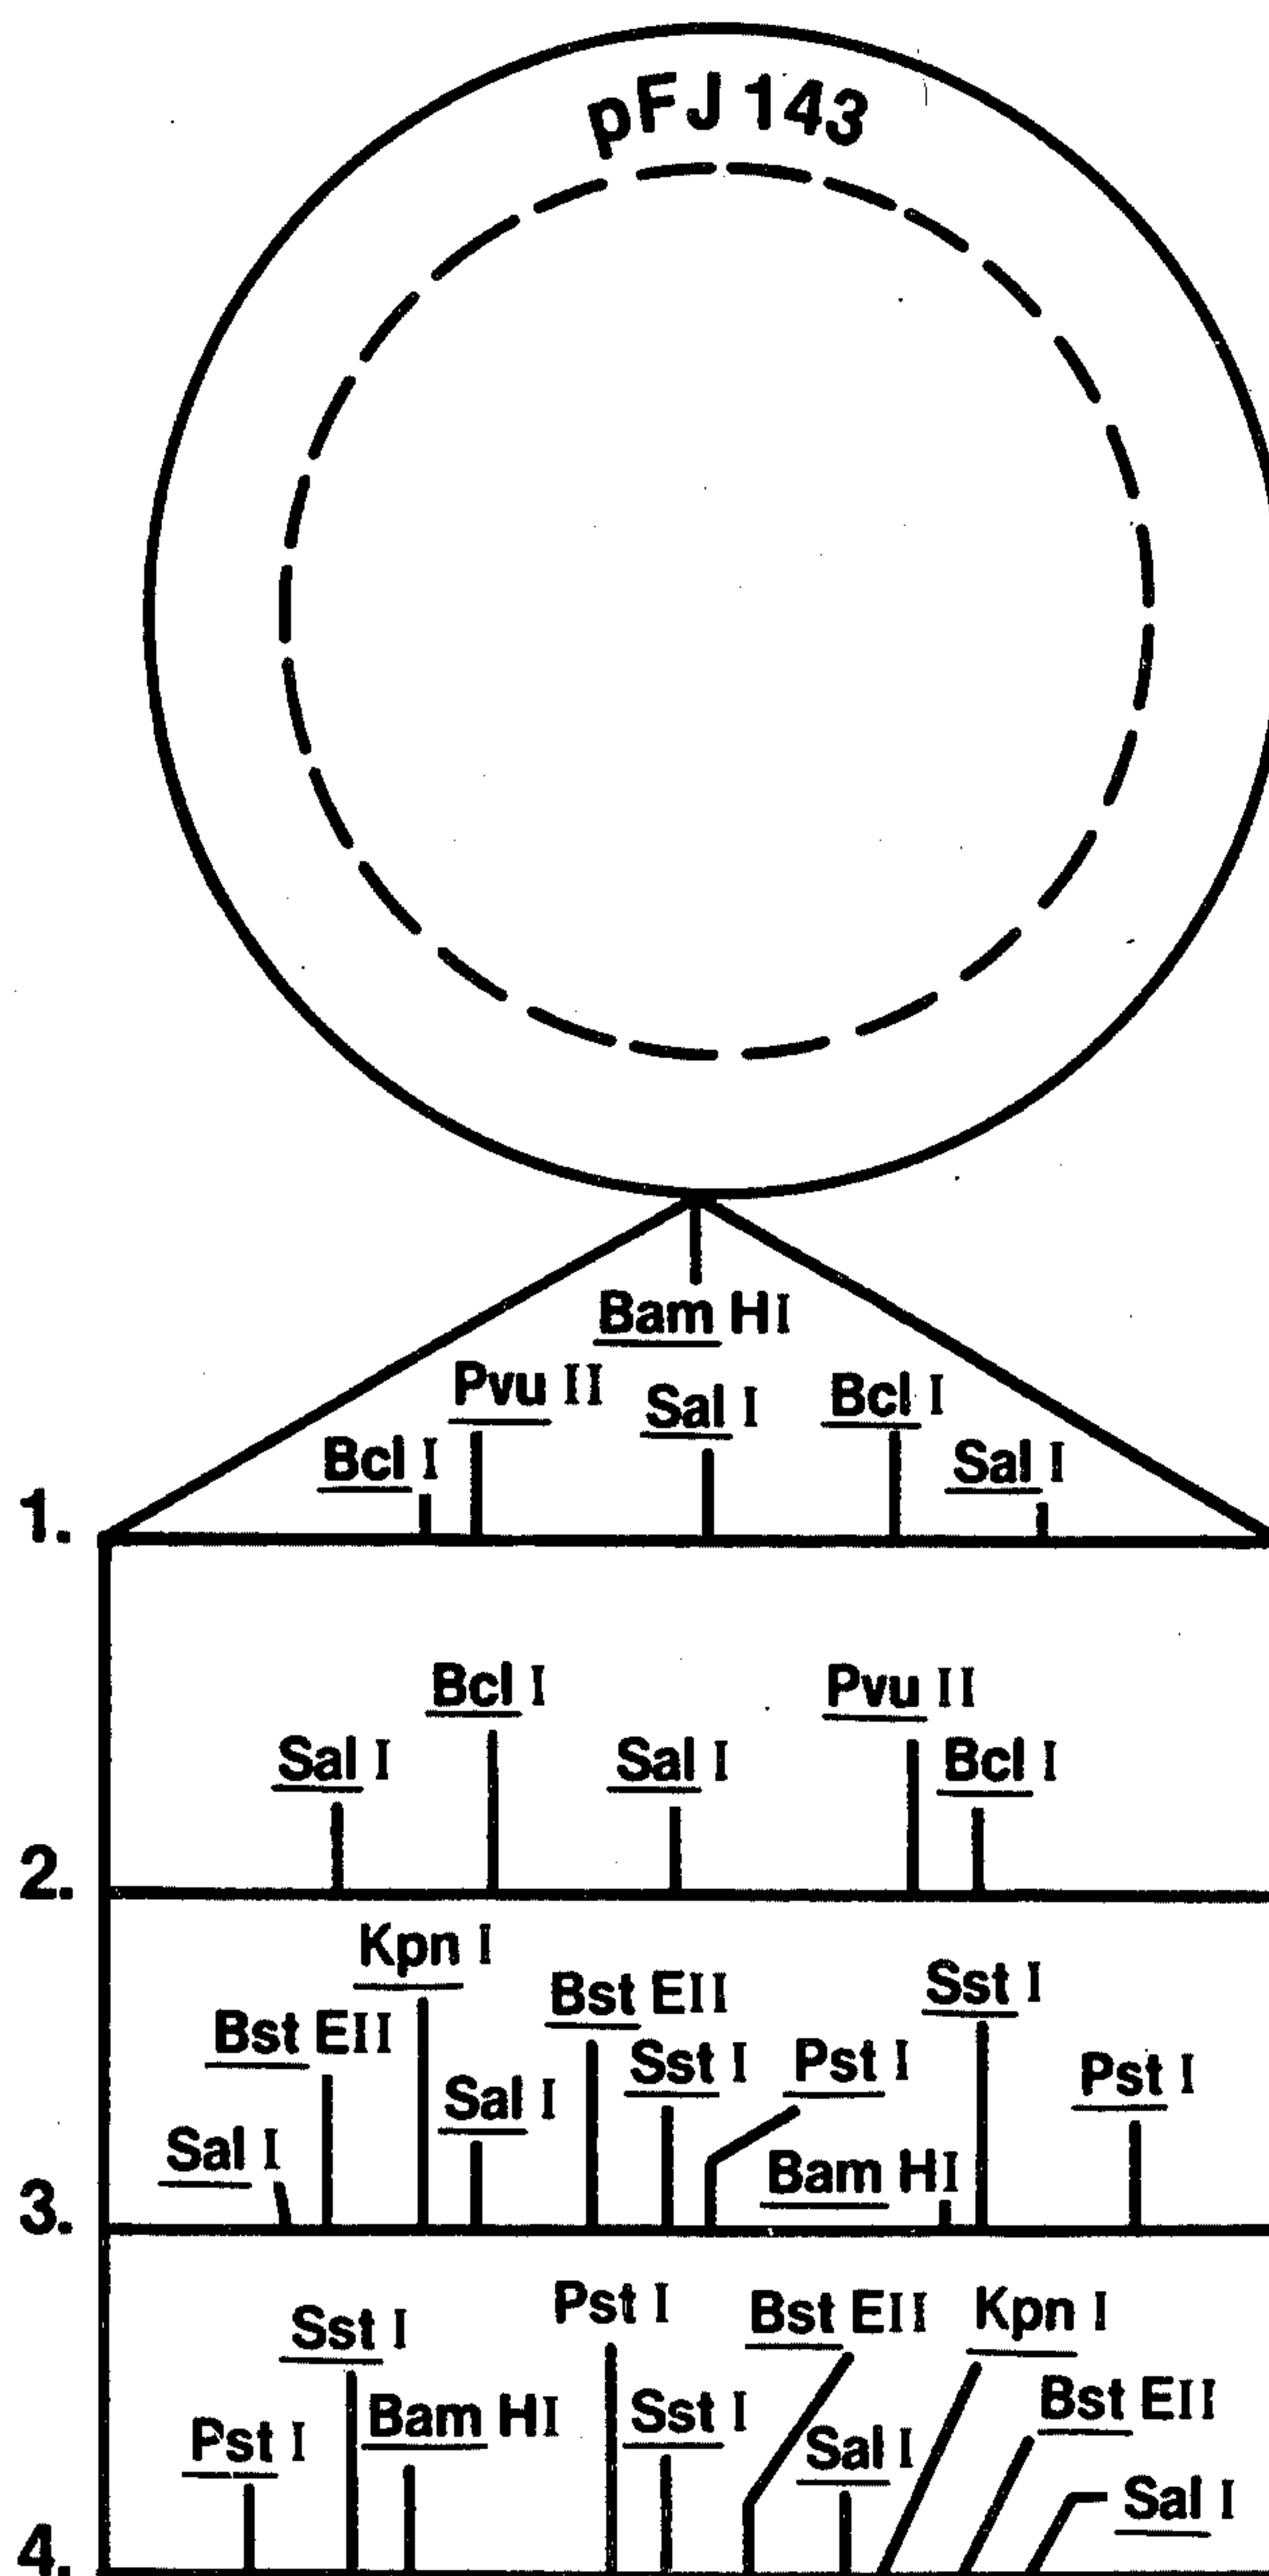 pFJ 143
Bam HI
Pvu II
Sal I
Bcl I
Bcl I
Sal I
1.
Bcl I
Pvu II
Sal I
Sal I
Bcl I
2.
Kpn I
Bst EII
Sst I
Bst EII
Sst I
Pst I
Pst I
Sal I
Sal I
Bam HI
3.
Pst I
Bst EII
Kpn I
Sst I
Bst EII
Bam HI
Sst I
Pst I
Sal I
Sal I
4.